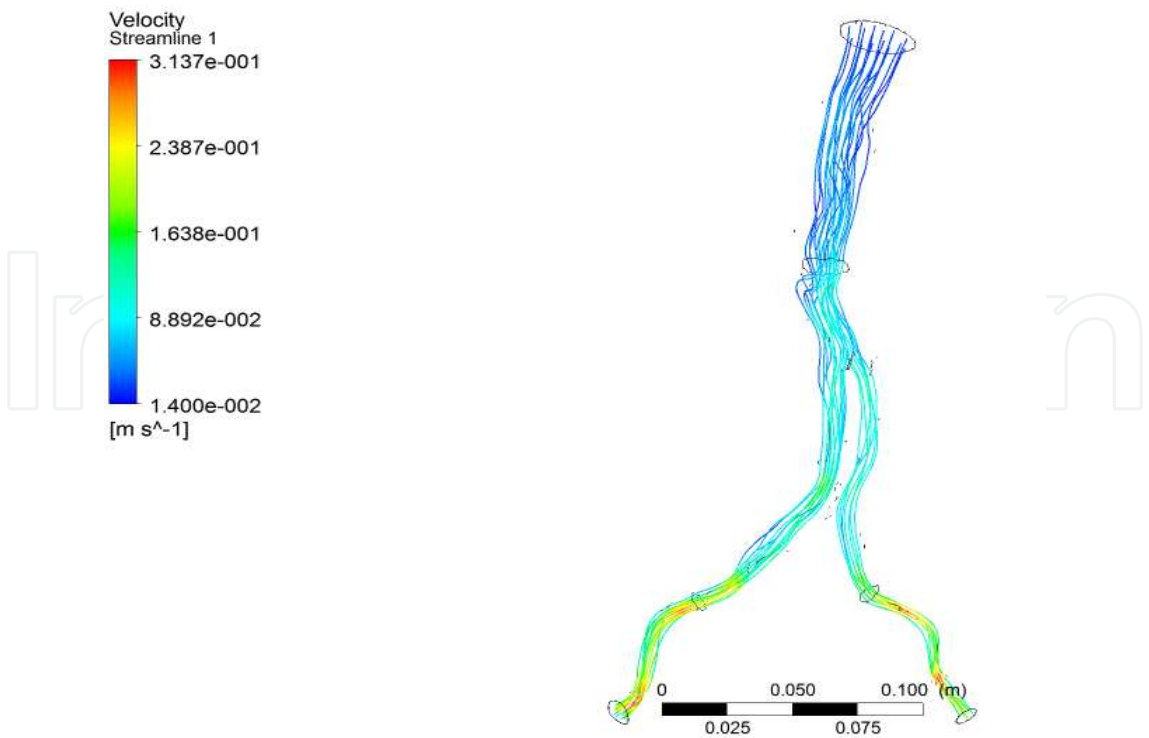 Velocity
Streamline 1
3.137e-001
2.387e-001
1.638e-001
8.892e-002
1.400e-002
[m s^-1]
0 0.050 0.100 (m)
0.025 0.075